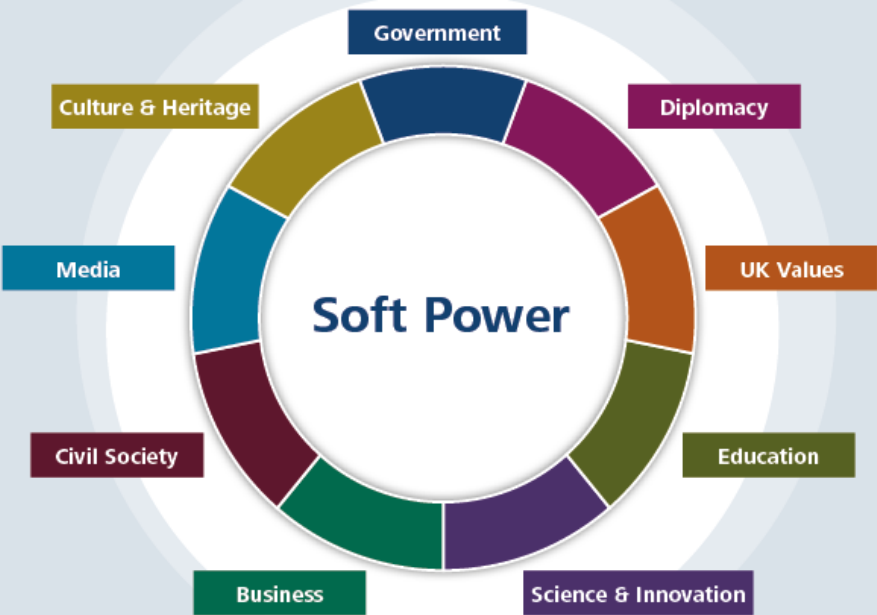 Government
Culture & Heritage
Diplomacy
Media
UK Values
Soft Power
Civil Society
Education
Business
Science & Innovation